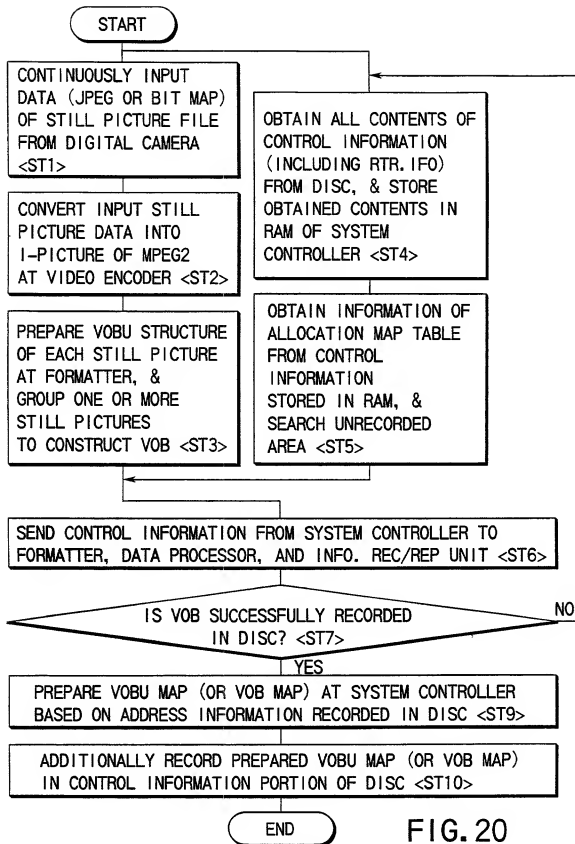 START
CONTINUOUSLY INPUT
DATA (JPEG OR BIT MAP)
OF STILL PICTURE FILE
FROM DIGITAL CAMERA
<ST1>
CONVERT INPUT STILL
PICTURE DATA INTO
I-PICTURE OF MPEG2
AT VIDEO ENCODER <ST2>
PREPARE VOBU STRUCTURE
OF EACH STILL PICTURE
AT FORMATTER, &
GROUP ONE OR MORE
STILL PICTURES
TO CONSTRUCT VOB <ST3>
OBTAIN ALL CONTENTS OF
CONTROL INFORMATION
(INCLUDING RTR. IFO)
FROM DISC, & STORE
OBTAINED CONTENTS IN
RAM OF SYSTEM
CONTROLLER <ST4>
OBTAIN INFORMATION OF
ALLOCATION MAP TABLE
FROM CONTROL
INFORMATION
STORED IN RAM, &
SEARCH UNRECORDED
AREA <ST5>
SEND CONTROL INFORMATION FROM SYSTEM CONTROLLER TO
FORMATTER, DATA PROCESSOR, AND INFO. REC/REP UNIT <ST6>
IS VOB SUCCESSFULLY RECORDED
IN DISC? <ST7>
NO
YES
PREPARE VOBU MAP (OR VOB MAP) AT SYSTEM CONTROLLER
BASED ON ADDRESS INFORMATION RECORDED IN DISC <ST9>
ADDITIONALLY RECORD PREPARED VOBU MAP (OR VOB MAP)
IN CONTROL INFORMATION PORTION OF DISC <ST10>
END
FIG. 20